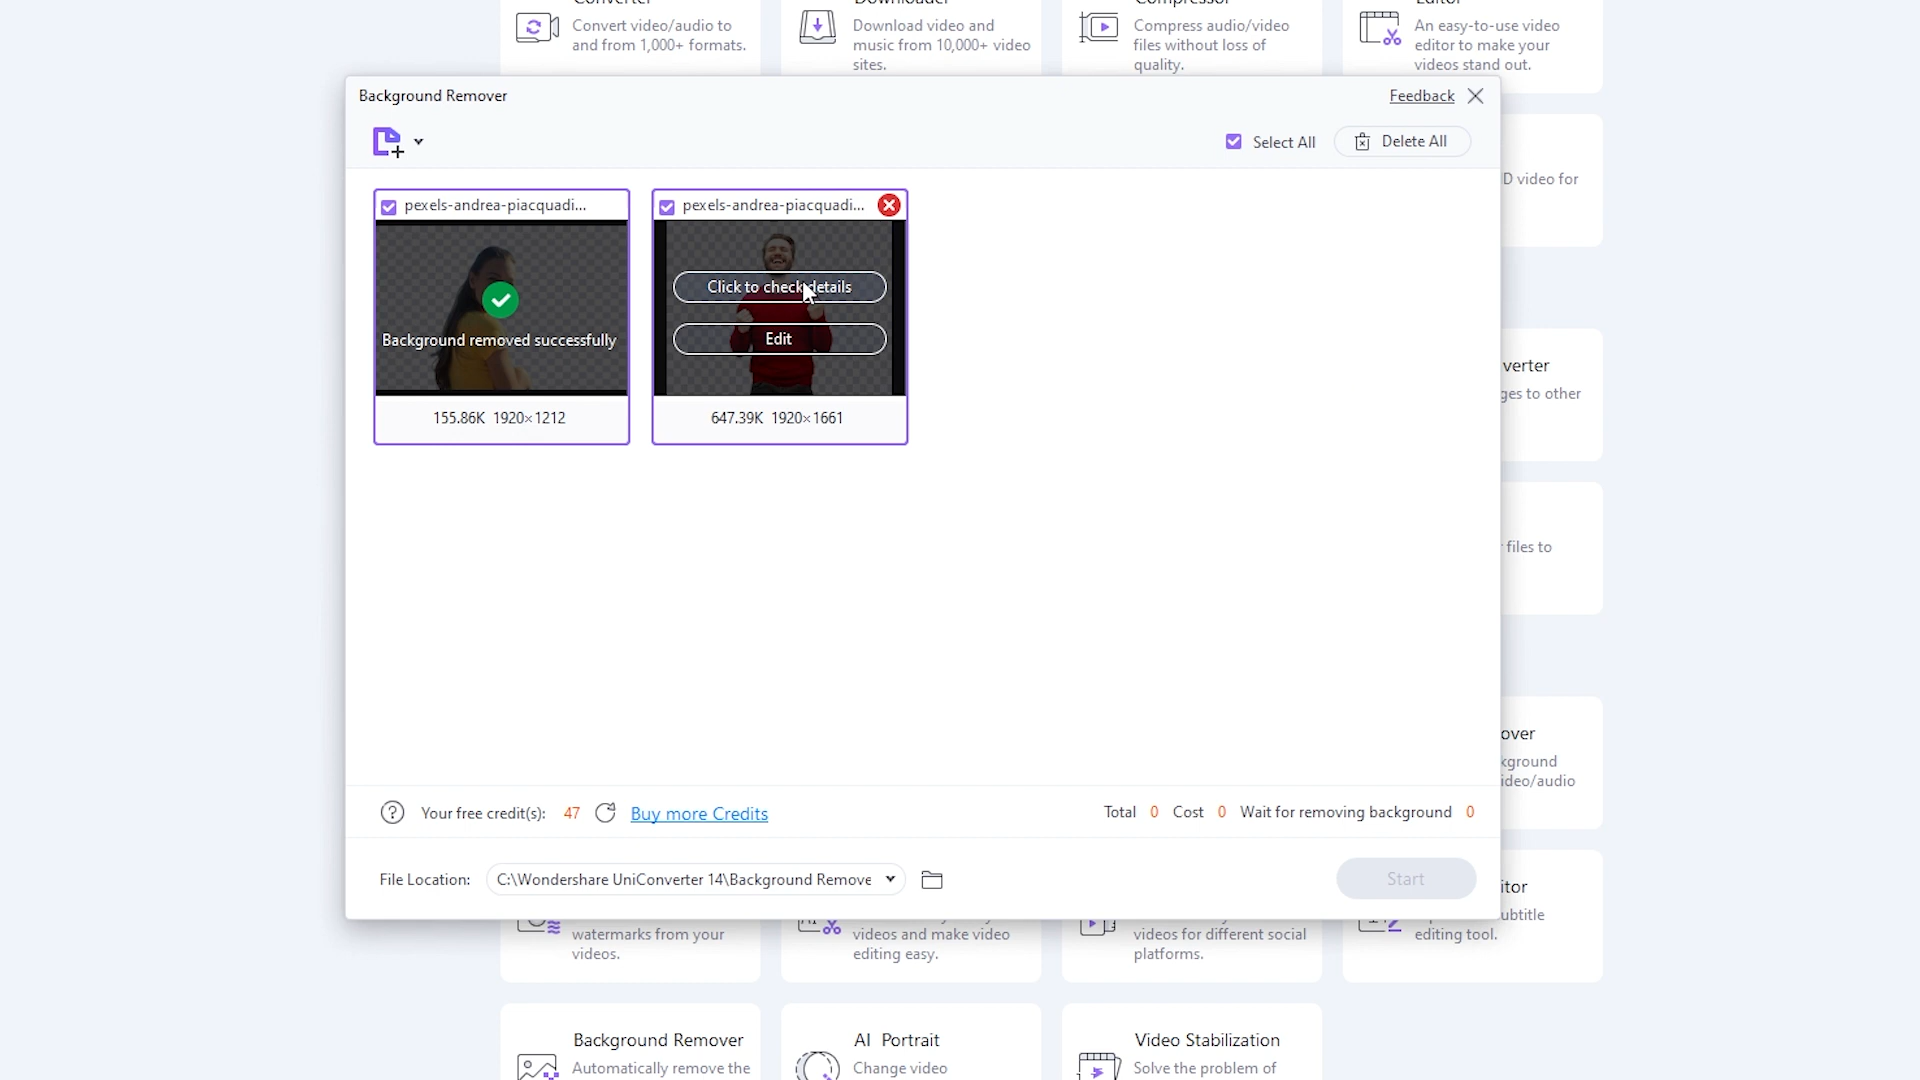 Convert video/audio to
and from 1,000+ formats.
Download video and
music from 10,000+ video
sites.
Compress audio/video
files without loss of
quality.
An easy-to-use video
editor to make your
videos stand out.
Background Remover
Feedback
Select All
Delete All
D video for
pexels-andrea-piacquadi...
pexels-andrea-piacquadi...
Click to check details
Background removed successfully
Edit
verter
ges to other
155.86K 1920×1212
647.39K 1920×1661
files to
over
kground
ideo/audio
Your free credit(s): 47
Buy more Credits
Total 0 Cost 0 Wait for removing background 0
File Location:
C:\Wondershare UniConverter 14\Background Remove
Start
itor
ubtitle
editing tool.
watermarks from your
videos.
videos and make video
editing easy.
videos for different social
platforms.
Background Remover
Automatically remove the
AI Portrait
Change video
Video Stabilization
Solve the problem of